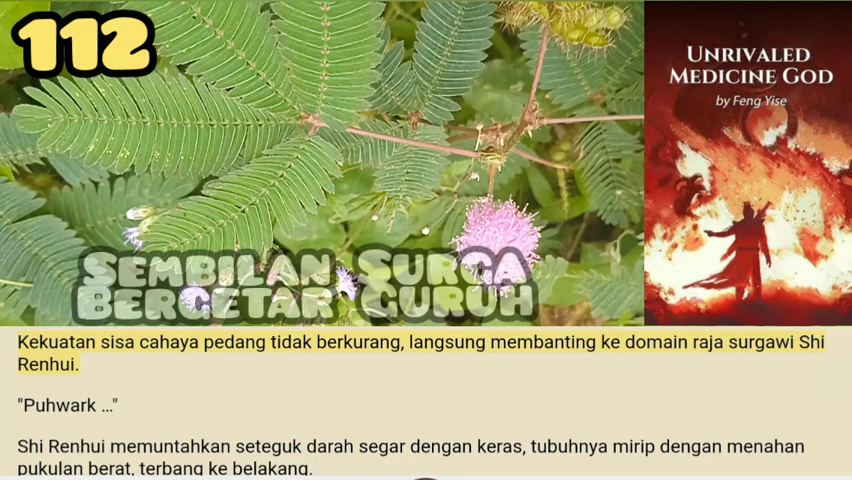 112
UNRIVALED
MEDICINE GOD
by Feng Yise
SEMBILAN SURGA
BERGETAR GURUH
Kekuatan sisa cahaya pedang tidak berkurang, langsung membanting ke domain raja surgawi Shi
Renhui.
"Puhwark ..."
Shi Renhui memuntahkan seteguk darah segar dengan keras, tubuhnya mirip dengan menahan
pukulan berat, terbang ke belakang.